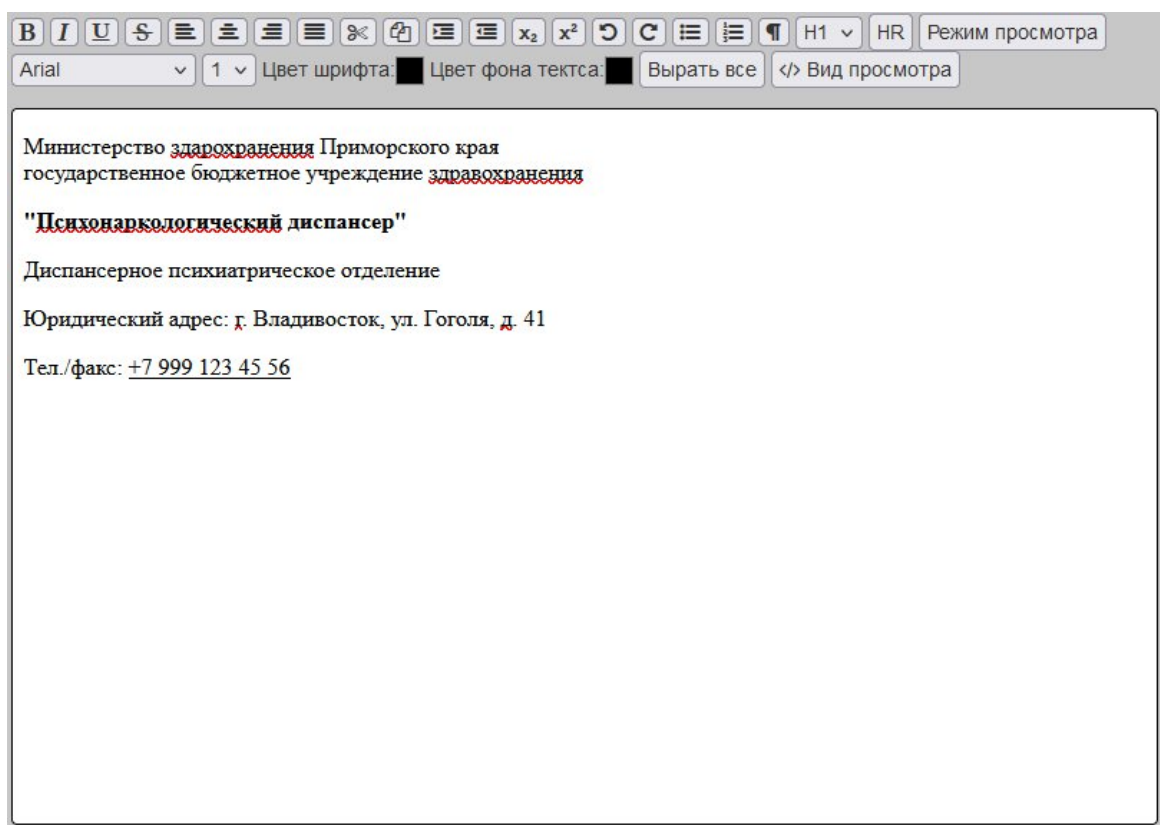 B I U S x₂ x² H1 HR Режим просмотра
Arial 1 Цвет шрифта: Цвет фона тектса: Вырать все </> Вид просмотра
Министерство здарохранения Приморского края
государственное бюджетное учреждение здравохранения
"Психонаркологический диспансер"
Диспансерное психиатрическое отделение
Юридический адрес: г. Владивосток, ул. Гоголя, д. 41
Тел./факс: +7 999 123 45 56